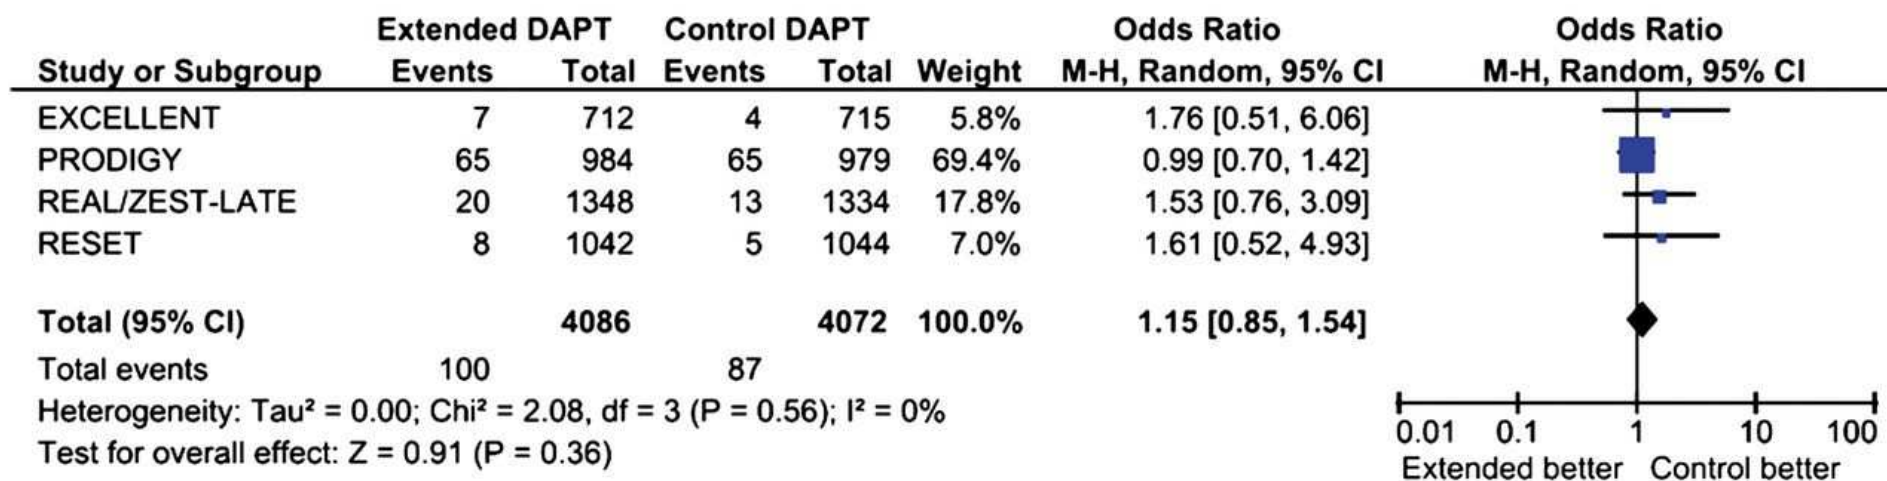 Extended DAPT Control DAPT Odds Ratio Odds Ratio
Study or Subgroup Events Total Events Total Weight M-H, Random, 95% CI M-H, Random, 95% CI
EXCELLENT 7 712 4 715 5.8% 1.76 [0.51, 6.06]
PRODIGY 65 984 65 979 69.4% 0.99 [0.70, 1.42]
REAL/ZEST-LATE 20 1348 13 1334 17.8% 1.53 [0.76, 3.09]
RESET 8 1042 5 1044 7.0% 1.61 [0.52, 4.93]
Total (95% CI) 4086 4072 100.0% 1.15 [0.85, 1.54]
Total events 100 87
Heterogeneity: Tau² = 0.00; Chi² = 2.08, df = 3 (P = 0.56); I² = 0%
Test for overall effect: Z = 0.91 (P = 0.36)
0.01 0.1 1 10 100
Extended better Control better